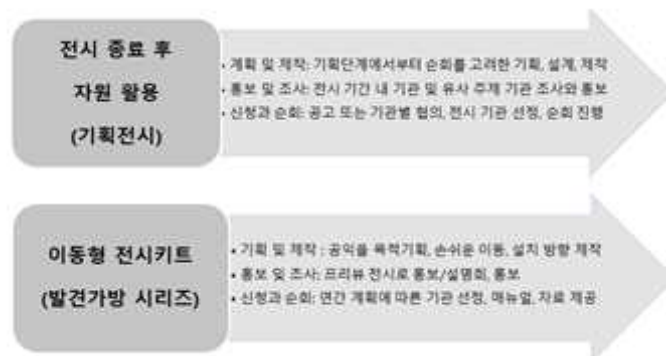 전시 종료 후
자원 활용
(기획전시)
• 계획 및 제작: 기획단계에서부터 순회를 고려한 기획, 설계, 제작
• 홍보 및 조사: 전시 기간 내 기관 및 유사 주제 기관 조사와 홍보
• 신청과 순회: 공고 또는 기관별 협의, 전시 기관 선정, 순회 진행
이동형 전시키트
(발견가방 시리즈)
• 기획 및 제작 : 공익을 목적기획, 손쉬운 이동, 설치 방향 제작
• 홍보 및 조사: 프리뷰 전시로 홍보/설명회, 홍보
• 신청과 순회: 연간 계획에 따른 기관 선정, 매뉴얼, 자료 제공